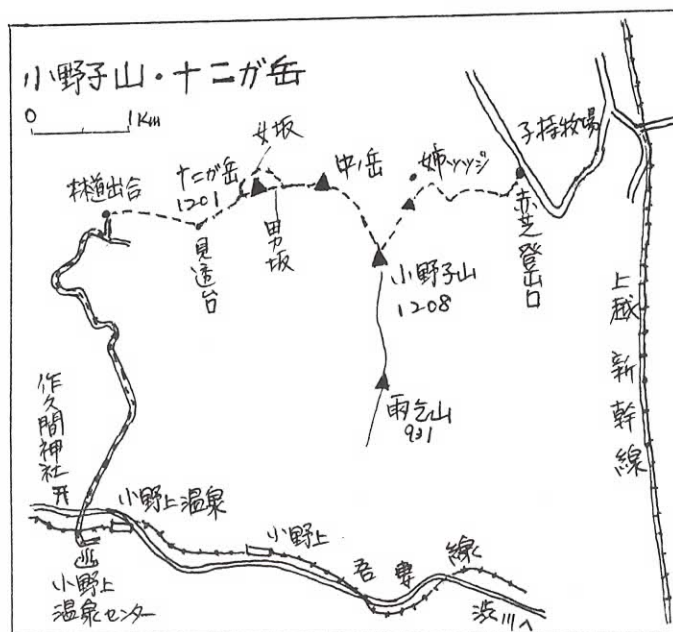 小野子山・十二が岳
0 1Km
女坂
十二が岳
1201
中ノ岳
姉ツツジ
子持牧場
林道出合
見透台
男坂
赤芝登山口
小野子山
1208
上越新幹線
雨乞山
931
作久間神社
小野上温泉
小野上
吾妻線
小野上
温泉センター
渋川へ